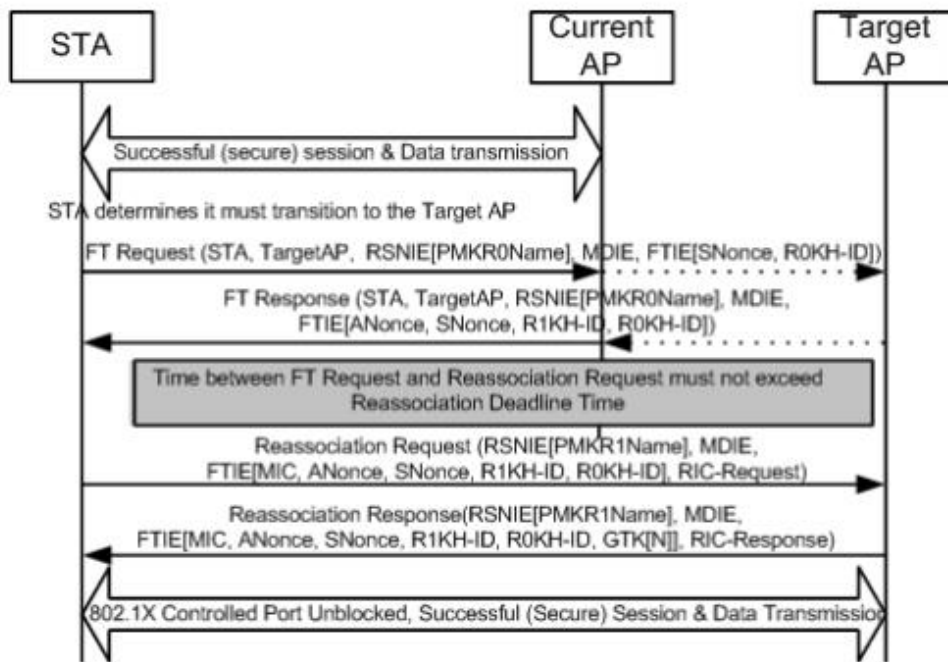 STA
Current
AP
Target
AP
Successful (secure) session & Data transmission
STA determines it must transition to the Target AP
FT Request (STA, TargetAP, RSNIE[PMKR0Name], MDIE, FTIE[SNonce, R0KH-ID])
FT Response (STA, TargetAP, RSNIE[PMKR0Name], MDIE,
FTIE[ANonce, SNonce, R1KH-ID, R0KH-ID])
Time between FT Request and Reassociation Request must not exceed
Reassociation Deadline Time
Reassociation Request (RSNIE[PMKR1Name], MDIE,
FTIE[MIC, ANonce, SNonce, R1KH-ID, R0KH-ID], RIC-Request)
Reassociation Response(RSNIE[PMKR1Name], MDIE,
FTIE[MIC, ANonce, SNonce, R1KH-ID, R0KH-ID, GTK[N]], RIC-Response)
802.1X Controlled Port Unblocked, Successful (Secure) Session & Data Transmission